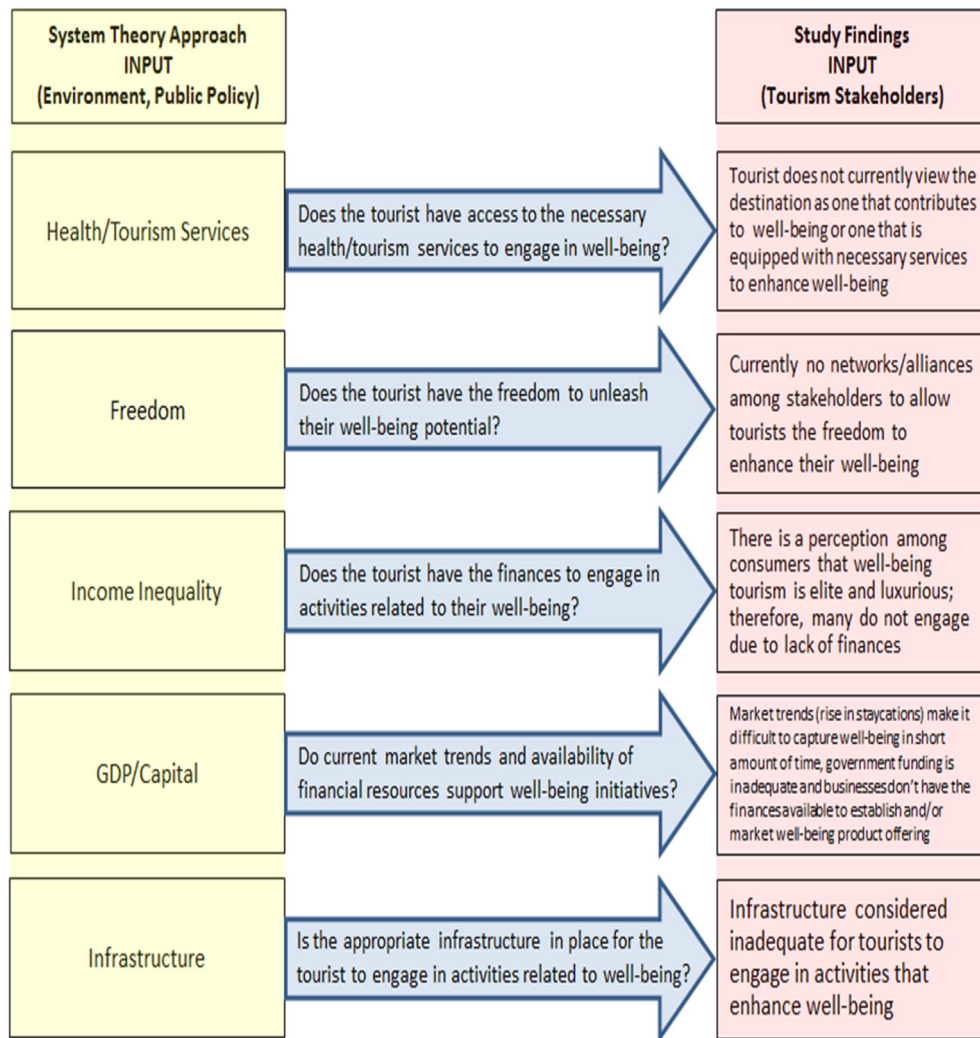 System Theory Approach
INPUT
(Environment, Public Policy)
Study Findings
INPUT
(Tourism Stakeholders)
Health/Tourism Services
Does the tourist have access to the necessary
health/tourism services to engage in well-being?
Tourist does not currently view the
destination as one that contributes
to well-being or one that is
equipped with necessary services
to enhance well-being
Freedom
Does the tourist have the freedom to unleash
their well-being potential?
Currently no networks/alliances
among stakeholders to allow
tourists the freedom to
enhance their well-being
Income Inequality
Does the tourist have the finances to engage in
activities related to their well-being?
There is a perception among
consumers that well-being
tourism is elite and luxurious;
therefore, many do not engage
due to lack of finances
GDP/Capital
Do current market trends and availability of
financial resources support well-being initiatives?
Market trends (rise in staycations) make it
difficult to capture well-being in short
amount of time, government funding is
inadequate and businesses don't have the
finances available to establish and/or
market well-being product offering
Infrastructure
Is the appropriate infrastructure in place for the
tourist to engage in activities related to well-being?
Infrastructure considered
inadequate for tourists to
engage in activities that
enhance well-being